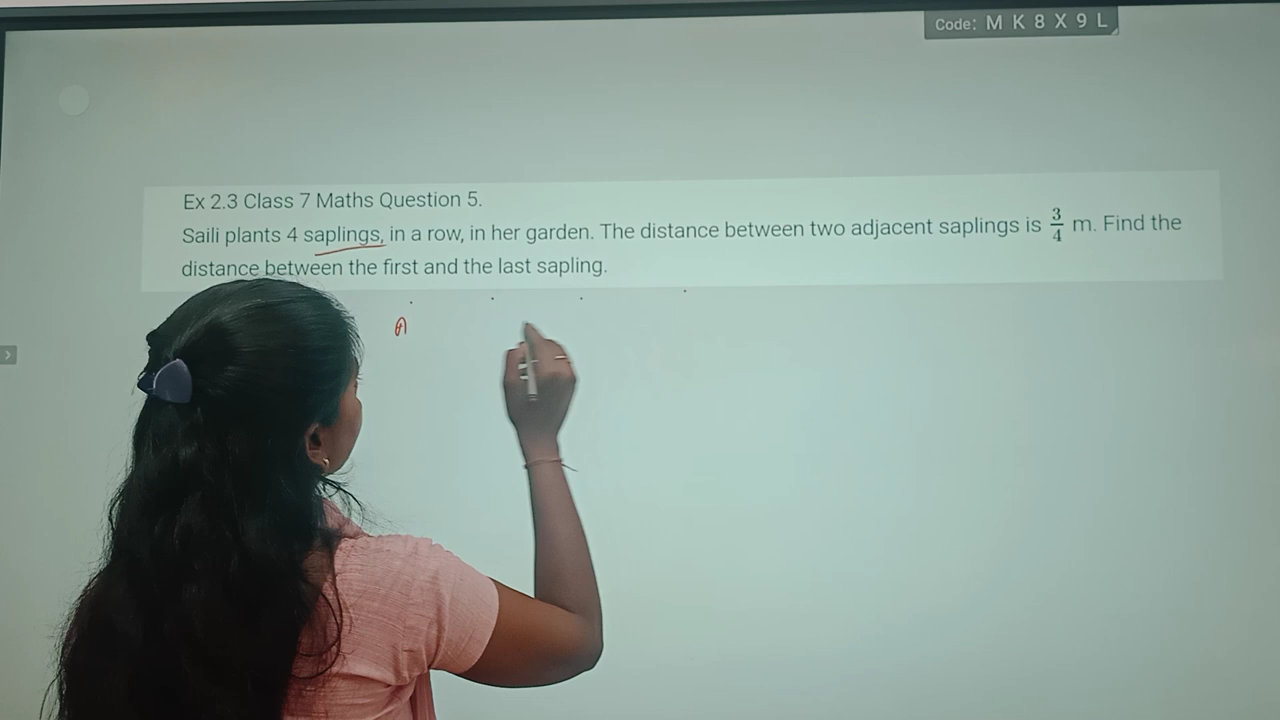 Code: M K 8 X 9 L
Ex 2.3 Class 7 Maths Question 5.
Saili plants 4 saplings, in a row, in her garden. The distance between two adjacent saplings is 3/4 m. Find the
distance between the first and the last sapling.